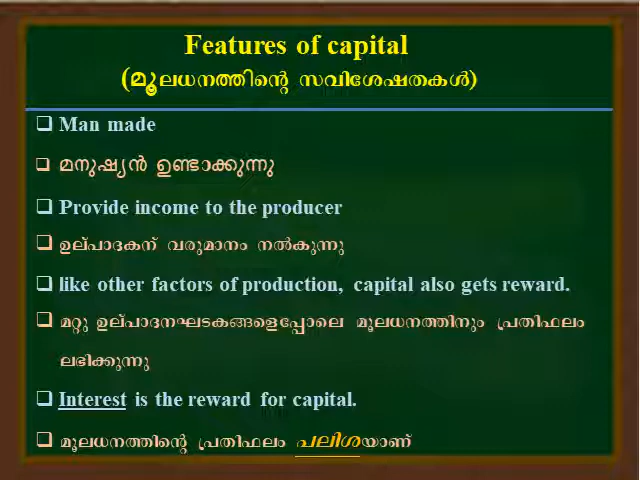 Features of capital
(മൂലധനത്തിന്റെ സവിശേഷതകൾ)
❑ Man made
❑ മനുഷ്യൻ ഉണ്ടാക്കുന്നു
❑ Provide income to the producer
❑ ഉല്പാദകന് വരുമാനം നൽകുന്നു
❑ like other factors of production, capital also gets reward.
❑ മറ്റു ഉല്പാദനഘടകങ്ങളെപ്പോലെ മൂലധനത്തിനും പ്രതിഫലം
ലഭിക്കുന്നു
❑ Interest is the reward for capital.
❑ മൂലധനത്തിന്റെ പ്രതിഫലം പലിശയാണ്